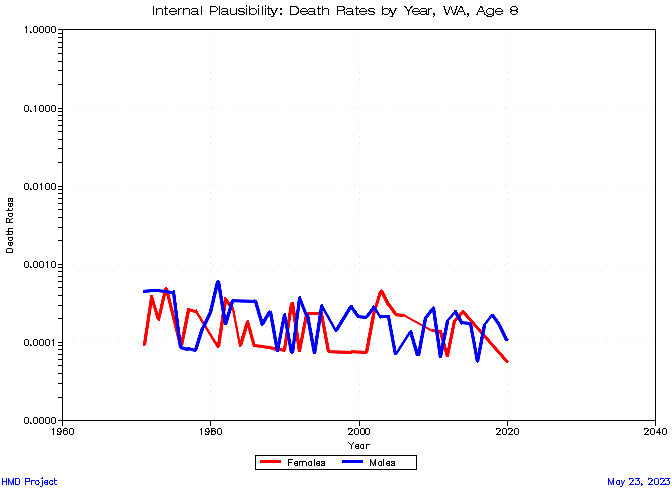 Internal Plausibility: Death Rates by Year, WA, Age 8
1.0000
0.1000
0.0100
0.0010
0.0001
0.0000
Death Rates
1960
1980
2000
2020
2040
Year
Females
Males
HMD Project
May 23, 2023